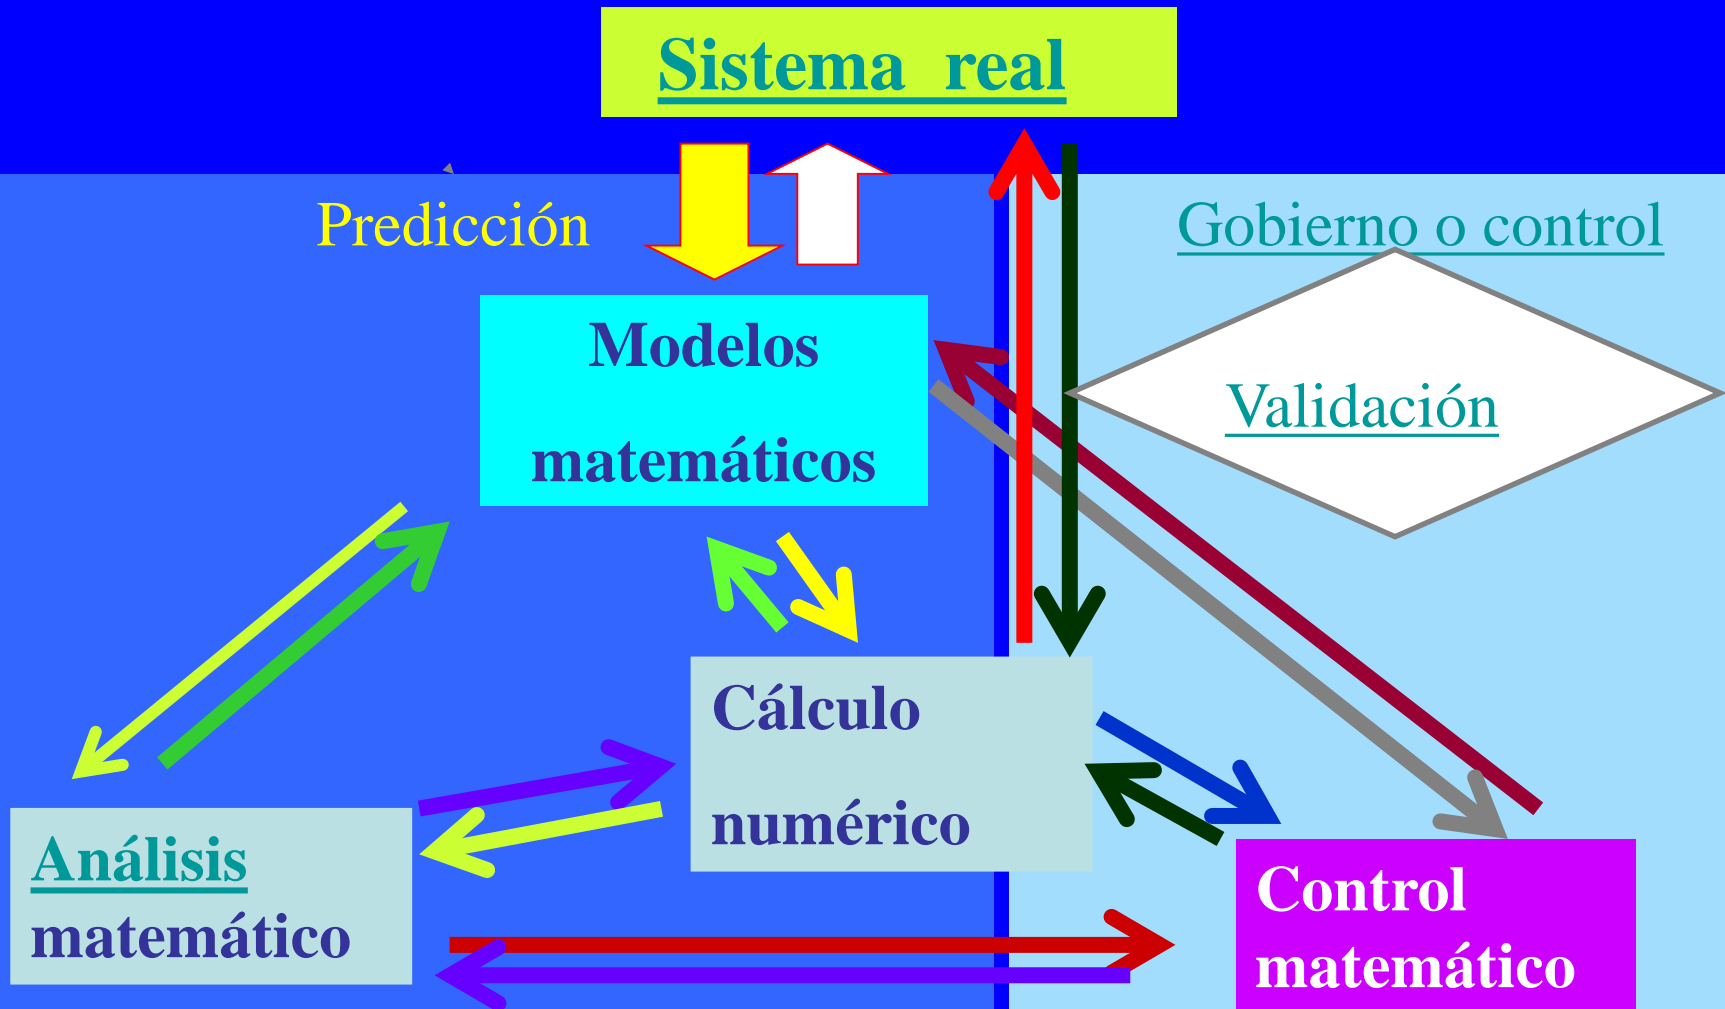 Sistema real
Predicción
Gobierno o control
Modelos
matemáticos
Validación
Cálculo
numérico
Análisis
matemático
Control
matemático